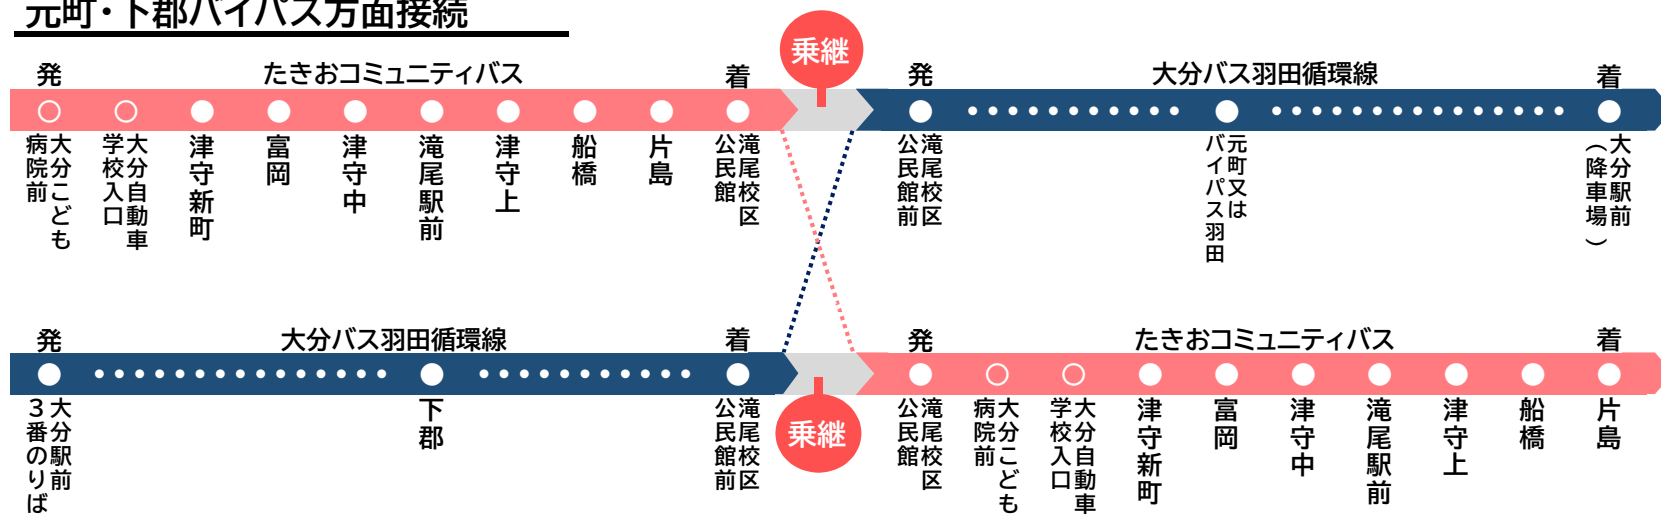 元町・下郡バイパス方面接続
乗継
発
たきおコミュニティバス
着
発
大分バス羽田循環線
着
大分こども
病院前
大分自動車
学校入口
津守新町
富岡
津守中
滝尾駅前
津守上
船橋
片島
滝尾校区
公民館
滝尾校区
公民館前
元町又は
バイパス羽田
大分駅前
（降車場）
発
大分バス羽田循環線
着
発
たきおコミュニティバス
着
大分駅前
３番のりば
下郡
滝尾校区
公民館前
乗継
滝尾校区
公民館
大分こども
病院前
大分自動車
学校入口
津守新町
富岡
津守中
滝尾駅前
津守上
船橋
片島